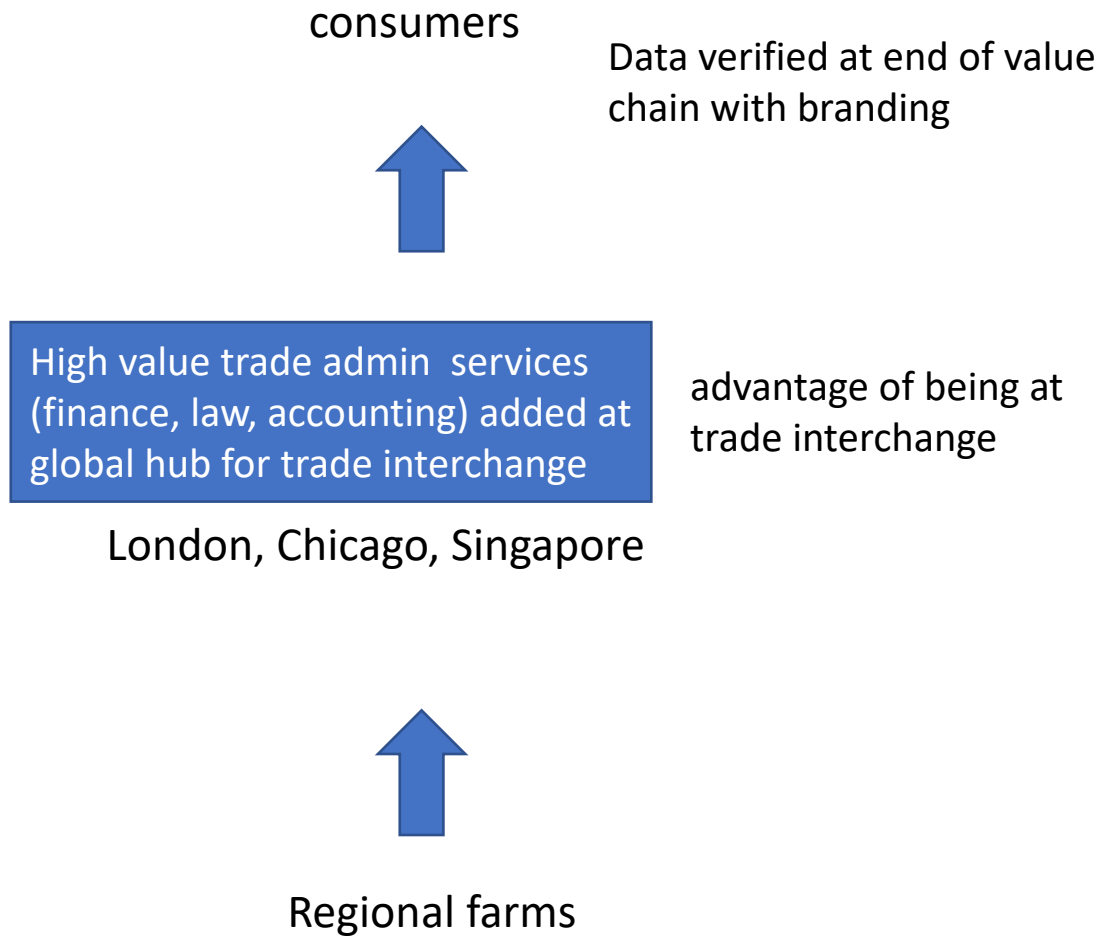 consumers
Data verified at end of value
chain with branding
High value trade admin  services
(finance, law, accounting) added at
global hub for trade interchange
advantage of being at
trade interchange
London, Chicago, Singapore
Regional farms